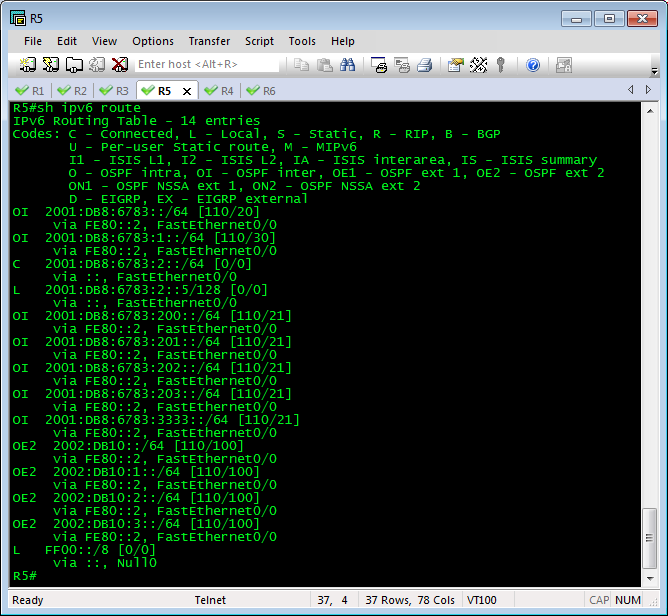 R5
File Edit View Options Transfer Script Tools Help
Enter host <Alt+R>
R1 R2 R3 R5 R4 R6
R5#sh ipv6 route
IPv6 Routing Table - 14 entries
Codes: C - Connected, L - Local, S - Static, R - RIP, B - BGP
U - Per-user Static route, M - MIPv6
I1 - ISIS L1, I2 - ISIS L2, IA - ISIS interarea, IS - ISIS summary
O - OSPF intra, OI - OSPF inter, OE1 - OSPF ext 1, OE2 - OSPF ext 2
ON1 - OSPF NSSA ext 1, ON2 - OSPF NSSA ext 2
D - EIGRP, EX - EIGRP external
OI 2001:DB8:6783::/64 [110/20]
via FE80::2, FastEthernet0/0
OI 2001:DB8:6783:1::/64 [110/30]
via FE80::2, FastEthernet0/0
C 2001:DB8:6783:2::/64 [0/0]
via ::, FastEthernet0/0
L 2001:DB8:6783:2::5/128 [0/0]
via ::, FastEthernet0/0
OI 2001:DB8:6783:200::/64 [110/21]
via FE80::2, FastEthernet0/0
OI 2001:DB8:6783:201::/64 [110/21]
via FE80::2, FastEthernet0/0
OI 2001:DB8:6783:202::/64 [110/21]
via FE80::2, FastEthernet0/0
OI 2001:DB8:6783:203::/64 [110/21]
via FE80::2, FastEthernet0/0
OI 2001:DB8:6783:3333::/64 [110/21]
via FE80::2, FastEthernet0/0
OE2 2002:DB10::/64 [110/100]
via FE80::2, FastEthernet0/0
OE2 2002:DB10:1::/64 [110/100]
via FE80::2, FastEthernet0/0
OE2 2002:DB10:2::/64 [110/100]
via FE80::2, FastEthernet0/0
OE2 2002:DB10:3::/64 [110/100]
via FE80::2, FastEthernet0/0
L FF00::/8 [0/0]
via ::, Null0
R5#
Ready Telnet 37, 4 37 Rows, 78 Cols VT100 CAP NUM